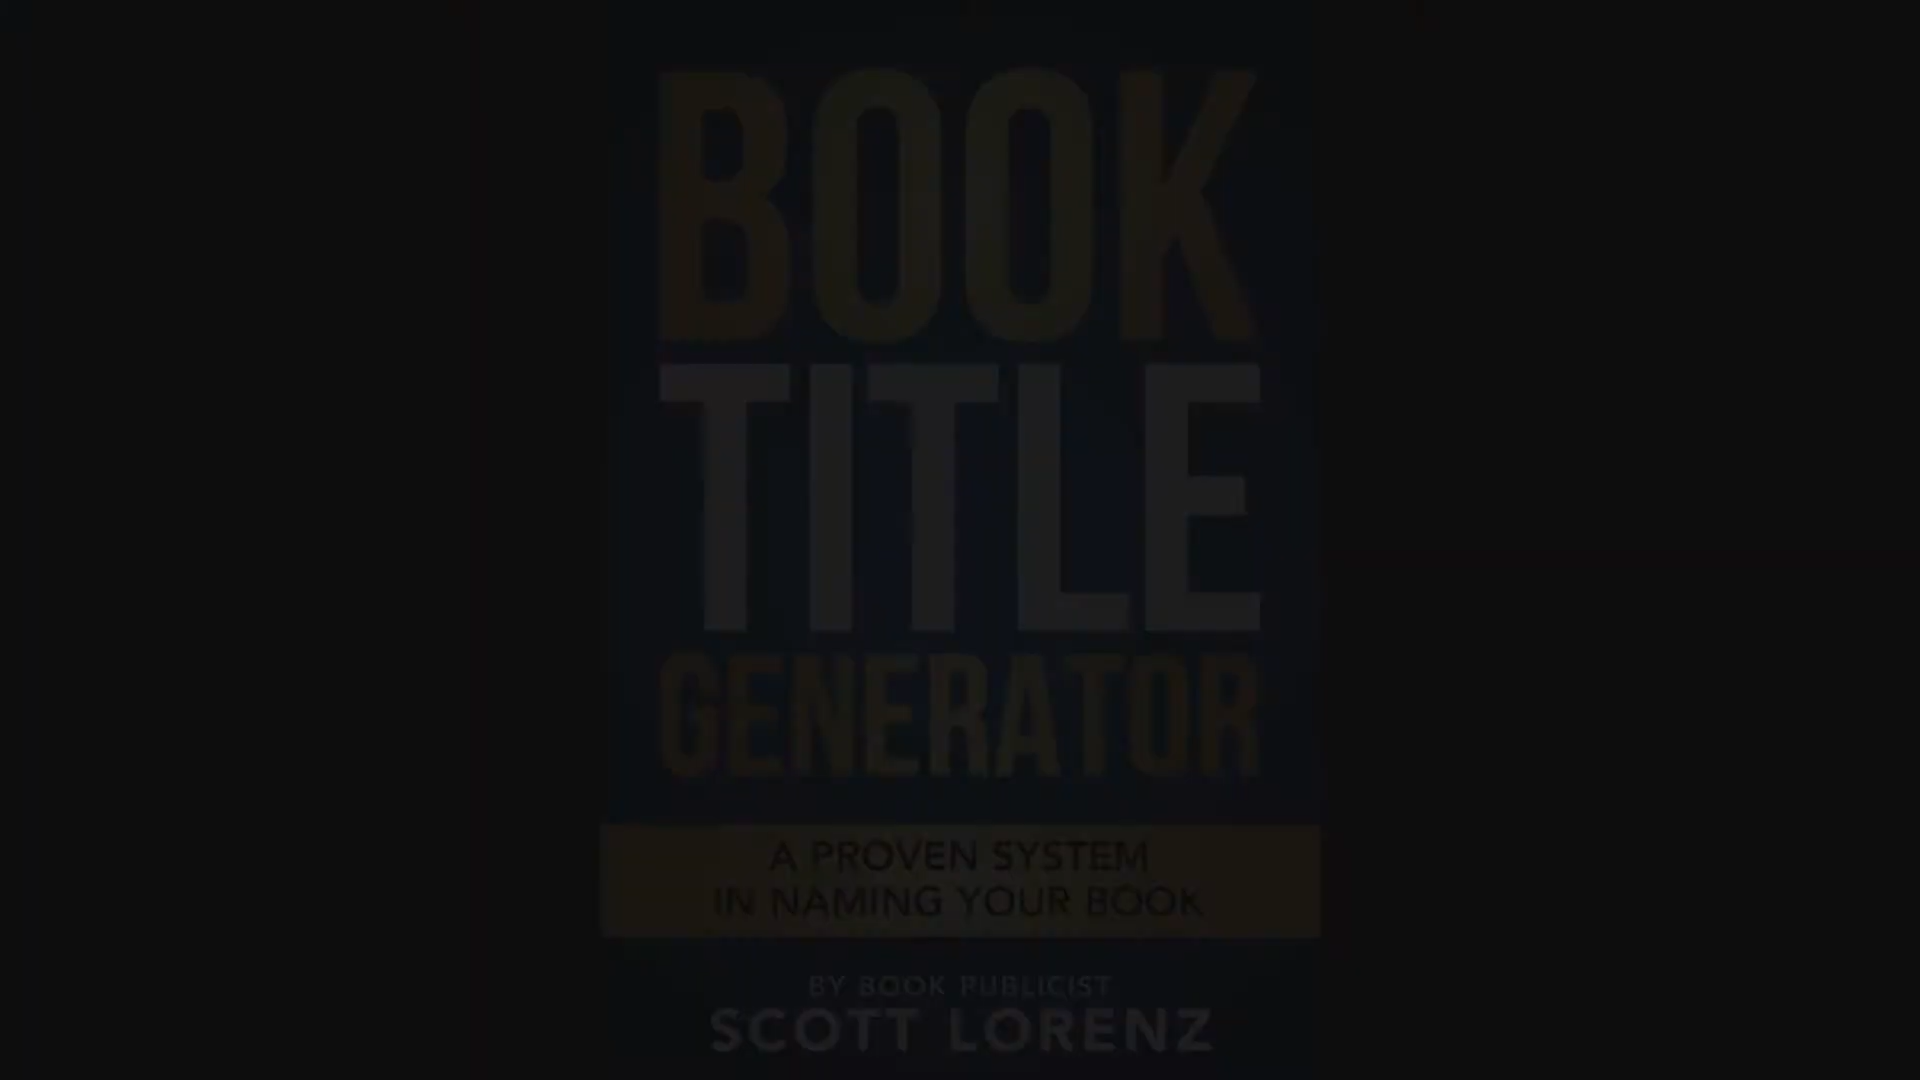 BOOK
TITLE
GENERATOR
A PROVEN SYSTEM
IN NAMING YOUR BOOK
BY BOOK PUBLICIST
SCOTT LORENZ